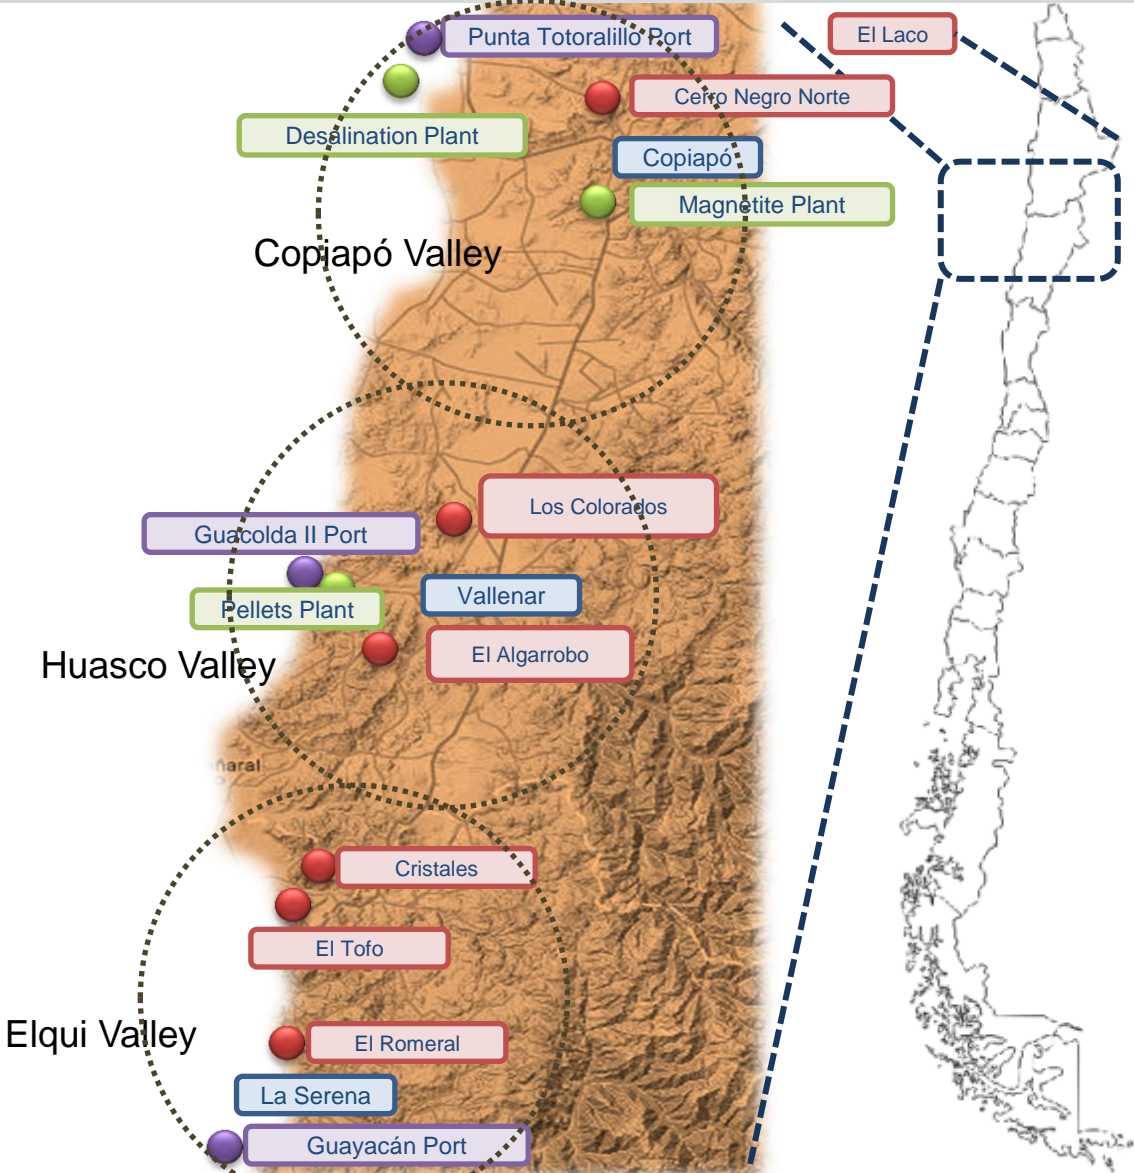 Punta Totoralillo Port
El Laco
Cerro Negro Norte
Desalination Plant
Copiapó
Magnetite Plant
Copiapó Valley
Los Colorados
Guacolda II Port
Vallenar
Pellets Plant
El Algarrobo
Huasco Valley
ñaral
Cristales
El Tofo
Elqui Valley
El Romeral
La Serena
Guayacán Port